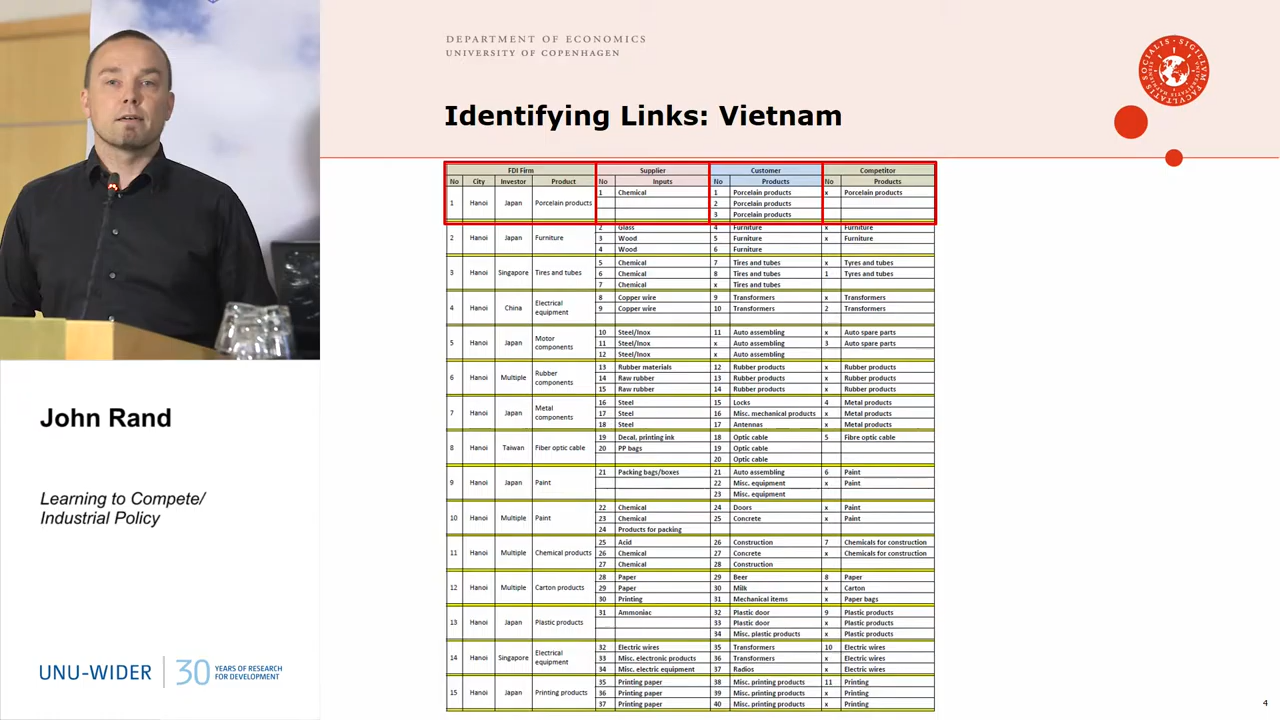 DEPARTMENT OF ECONOMICS
UNIVERSITY OF COPENHAGEN
Identifying Links: Vietnam
FDI Firm Supplier Customer Competitor
No City Investor Product No Inputs No Products No Products
1 Hanoi Japan Porcelain products 1 Chemical 1 Porcelain products x Porcelain products
2 Porcelain products
3 Porcelain products
2 Hanoi Japan Furniture 2 Glass 4 Furniture x Furniture
3 Wood 5 Furniture x Furniture
4 Wood 6 Furniture
3 Hanoi Singapore Tires and tubes 5 Chemical 7 Tires and tubes x Tyres and tubes
6 Chemical 8 Tires and tubes 1 Tyres and tubes
7 Chemical x Tires and tubes
4 Hanoi China Electrical equipment 8 Copper wire 9 Transformers x Transformers
9 Copper wire 10 Transformers 2 Transformers
5 Hanoi Japan Motor components 10 Steel/Inox 11 Auto assembling x Auto spare parts
11 Steel/Inox x Auto assembling 3 Auto spare parts
12 Steel/Inox x Auto assembling
6 Hanoi Multiple Rubber components 13 Rubber materials 12 Rubber products x Rubber products
14 Raw rubber 13 Rubber products x Rubber products
15 Raw rubber 14 Rubber products x Rubber products
7 Hanoi Japan Metal components 16 Steel 15 Locks 4 Metal products
17 Steel 16 Misc. mechanical products x Metal products
18 Steel 17 Antennas x Metal products
8 Hanoi Taiwan Fiber optic cable 19 Decal, printing ink 18 Optic cable 5 Fibre optic cable
20 PP bags 19 Optic cable
20 Optic cable
9 Hanoi Japan Paint 21 Packing bags/boxes 21 Auto assembling 6 Paint
22 Misc. equipment x Paint
23 Misc. equipment
10 Hanoi Multiple Paint 22 Chemical 24 Doors x Paint
23 Chemical 25 Concrete x Paint
24 Products for packing
11 Hanoi Multiple Chemical products 25 Acid 26 Construction 7 Chemicals for construction
26 Chemical 27 Concrete x Chemicals for construction
27 Chemical 28 Construction
12 Hanoi Multiple Carton products 28 Paper 29 Beer 8 Paper
29 Paper 30 Milk x Carton
30 Printing 31 Mechanical items x Paper bags
13 Hanoi Japan Plastic products 31 Ammoniac 32 Plastic door 9 Plastic products
33 Plastic door x Plastic products
34 Misc. plastic products x Plastic products
14 Hanoi Singapore Electrical equipment 32 Electric wires 35 Transformers 10 Electric wires
33 Misc. electronic products 36 Transformers x Electric wires
34 Misc. electric equipment 37 Radios x Electric wires
15 Hanoi Japan Printing products 35 Printing paper 38 Misc. printing products 11 Printing
36 Printing paper 39 Misc. printing products x Printing
37 Printing paper 40 Misc. printing products x Printing
John Rand
Learning to Compete/
Industrial Policy
UNU-WIDER
30 YEARS OF RESEARCH
FOR DEVELOPMENT
4